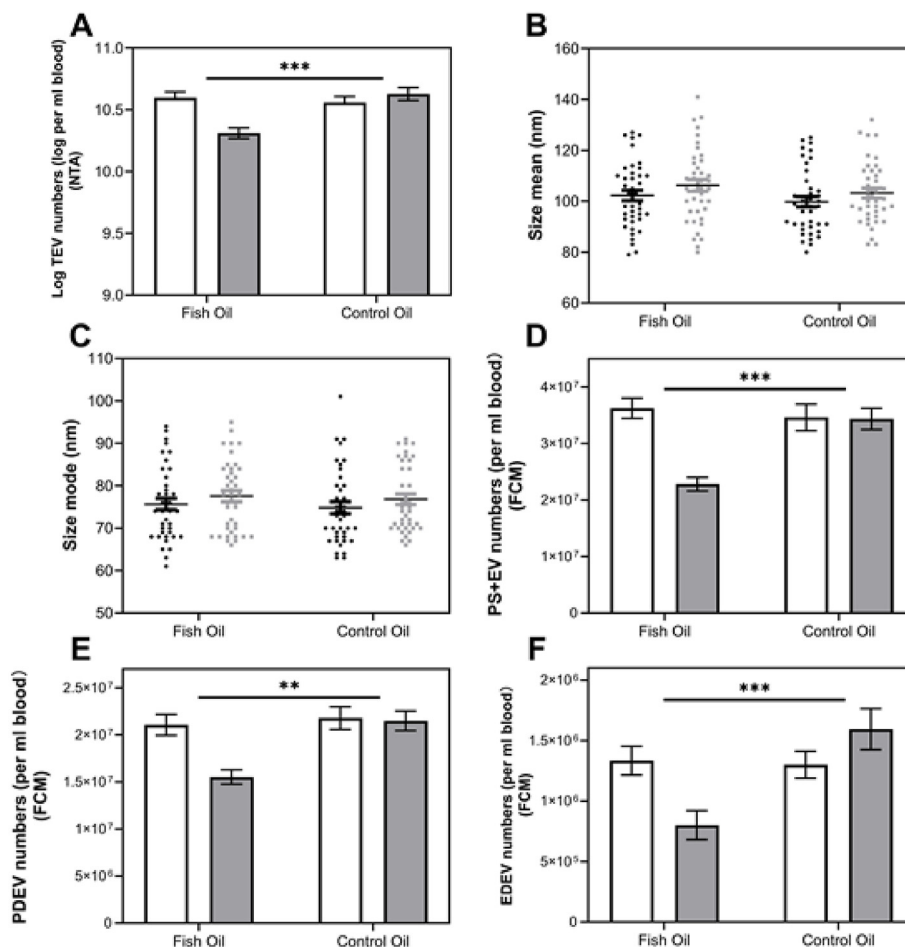 A
Log TEV numbers (log per ml blood)
(NTA)
11.0
10.5
10.0
9.5
9.0
***
Fish Oil
Control Oil
B
Size mean (nm)
160
140
120
100
80
60
Fish Oil
Control Oil
C
Size mode (nm)
110
100
90
80
70
60
50
Fish Oil
Control Oil
D
PS+EV numbers (per ml blood)
(FCM)
4×10⁷
3×10⁷
2×10⁷
1×10⁷
0
***
Fish Oil
Control Oil
E
PDEV numbers (per ml blood)
(FCM)
2.5×10⁷
2×10⁷
1.5×10⁷
1×10⁷
5×10⁶
0
**
Fish Oil
Control Oil
F
EDEV numbers (per ml blood)
(FCM)
2×10⁶
1.5×10⁶
1×10⁶
5×10⁵
0
***
Fish Oil
Control Oil